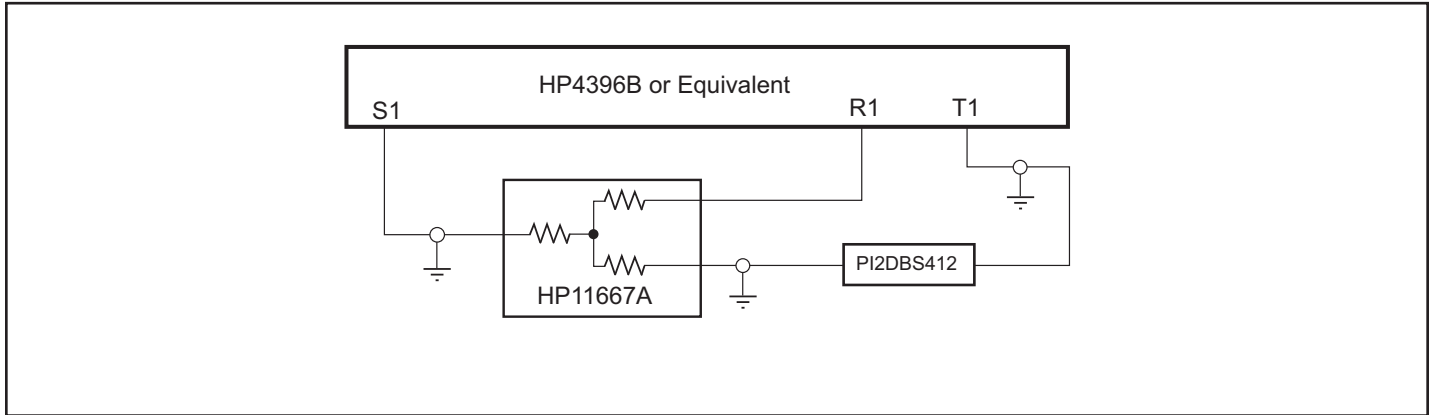 HP4396B or Equivalent
S1
R1
T1
PI2DBS412
HP11667A